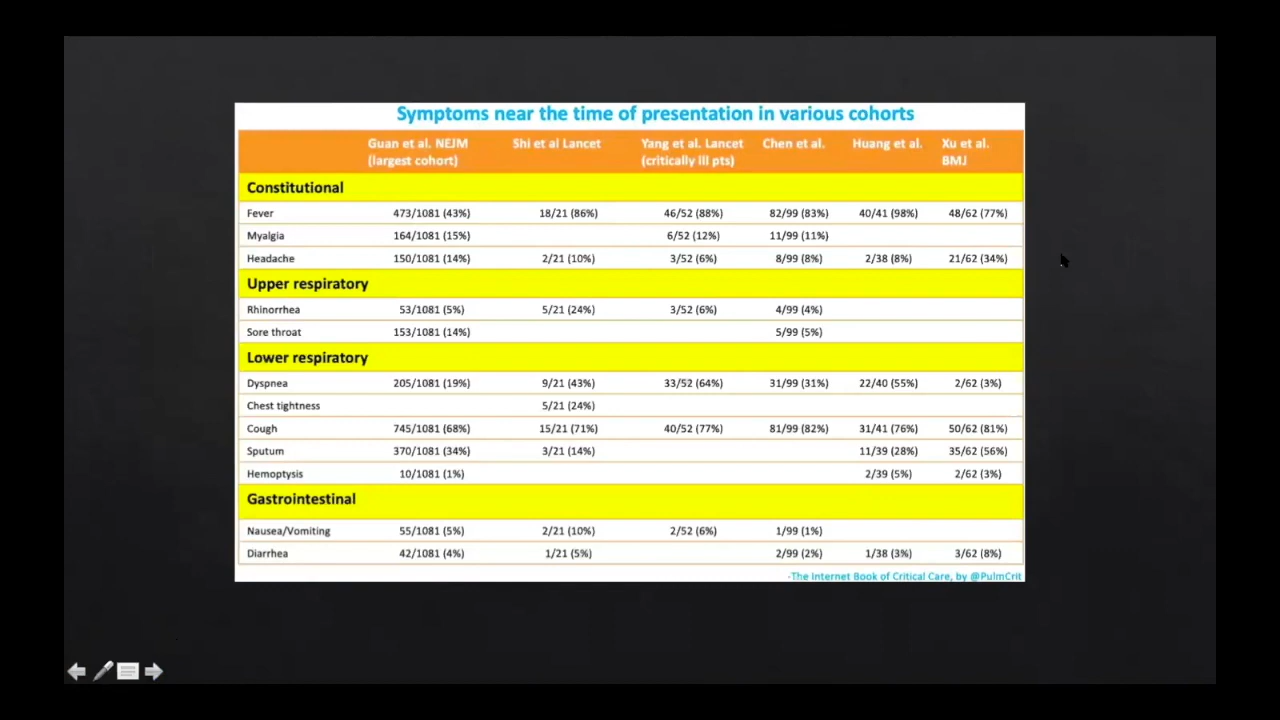 Symptoms near the time of presentation in various cohorts
Guan et al. NEJM (largest cohort) Shi et al Lancet Yang et al. Lancet (critically ill pts) Chen et al. Huang et al. Xu et al. BMJ
Constitutional
Fever 473/1081 (43%) 18/21 (86%) 46/52 (88%) 82/99 (83%) 40/41 (98%) 48/62 (77%)
Myalgia 164/1081 (15%) 6/52 (12%) 11/99 (11%)
Headache 150/1081 (14%) 2/21 (10%) 3/52 (6%) 8/99 (8%) 2/38 (8%) 21/62 (34%)
Upper respiratory
Rhinorrhea 53/1081 (5%) 5/21 (24%) 3/52 (6%) 4/99 (4%)
Sore throat 153/1081 (14%) 5/99 (5%)
Lower respiratory
Dyspnea 205/1081 (19%) 9/21 (43%) 33/52 (64%) 31/99 (31%) 22/40 (55%) 2/62 (3%)
Chest tightness 5/21 (24%)
Cough 745/1081 (68%) 15/21 (71%) 40/52 (77%) 81/99 (82%) 31/41 (76%) 50/62 (81%)
Sputum 370/1081 (34%) 3/21 (14%) 11/39 (28%) 35/62 (56%)
Hemoptysis 10/1081 (1%) 2/39 (5%) 2/62 (3%)
Gastrointestinal
Nausea/Vomiting 55/1081 (5%) 2/21 (10%) 2/52 (6%) 1/99 (1%)
Diarrhea 42/1081 (4%) 1/21 (5%) 2/99 (2%) 1/38 (3%) 3/62 (8%)
-The Internet Book of Critical Care, by @PulmCrit